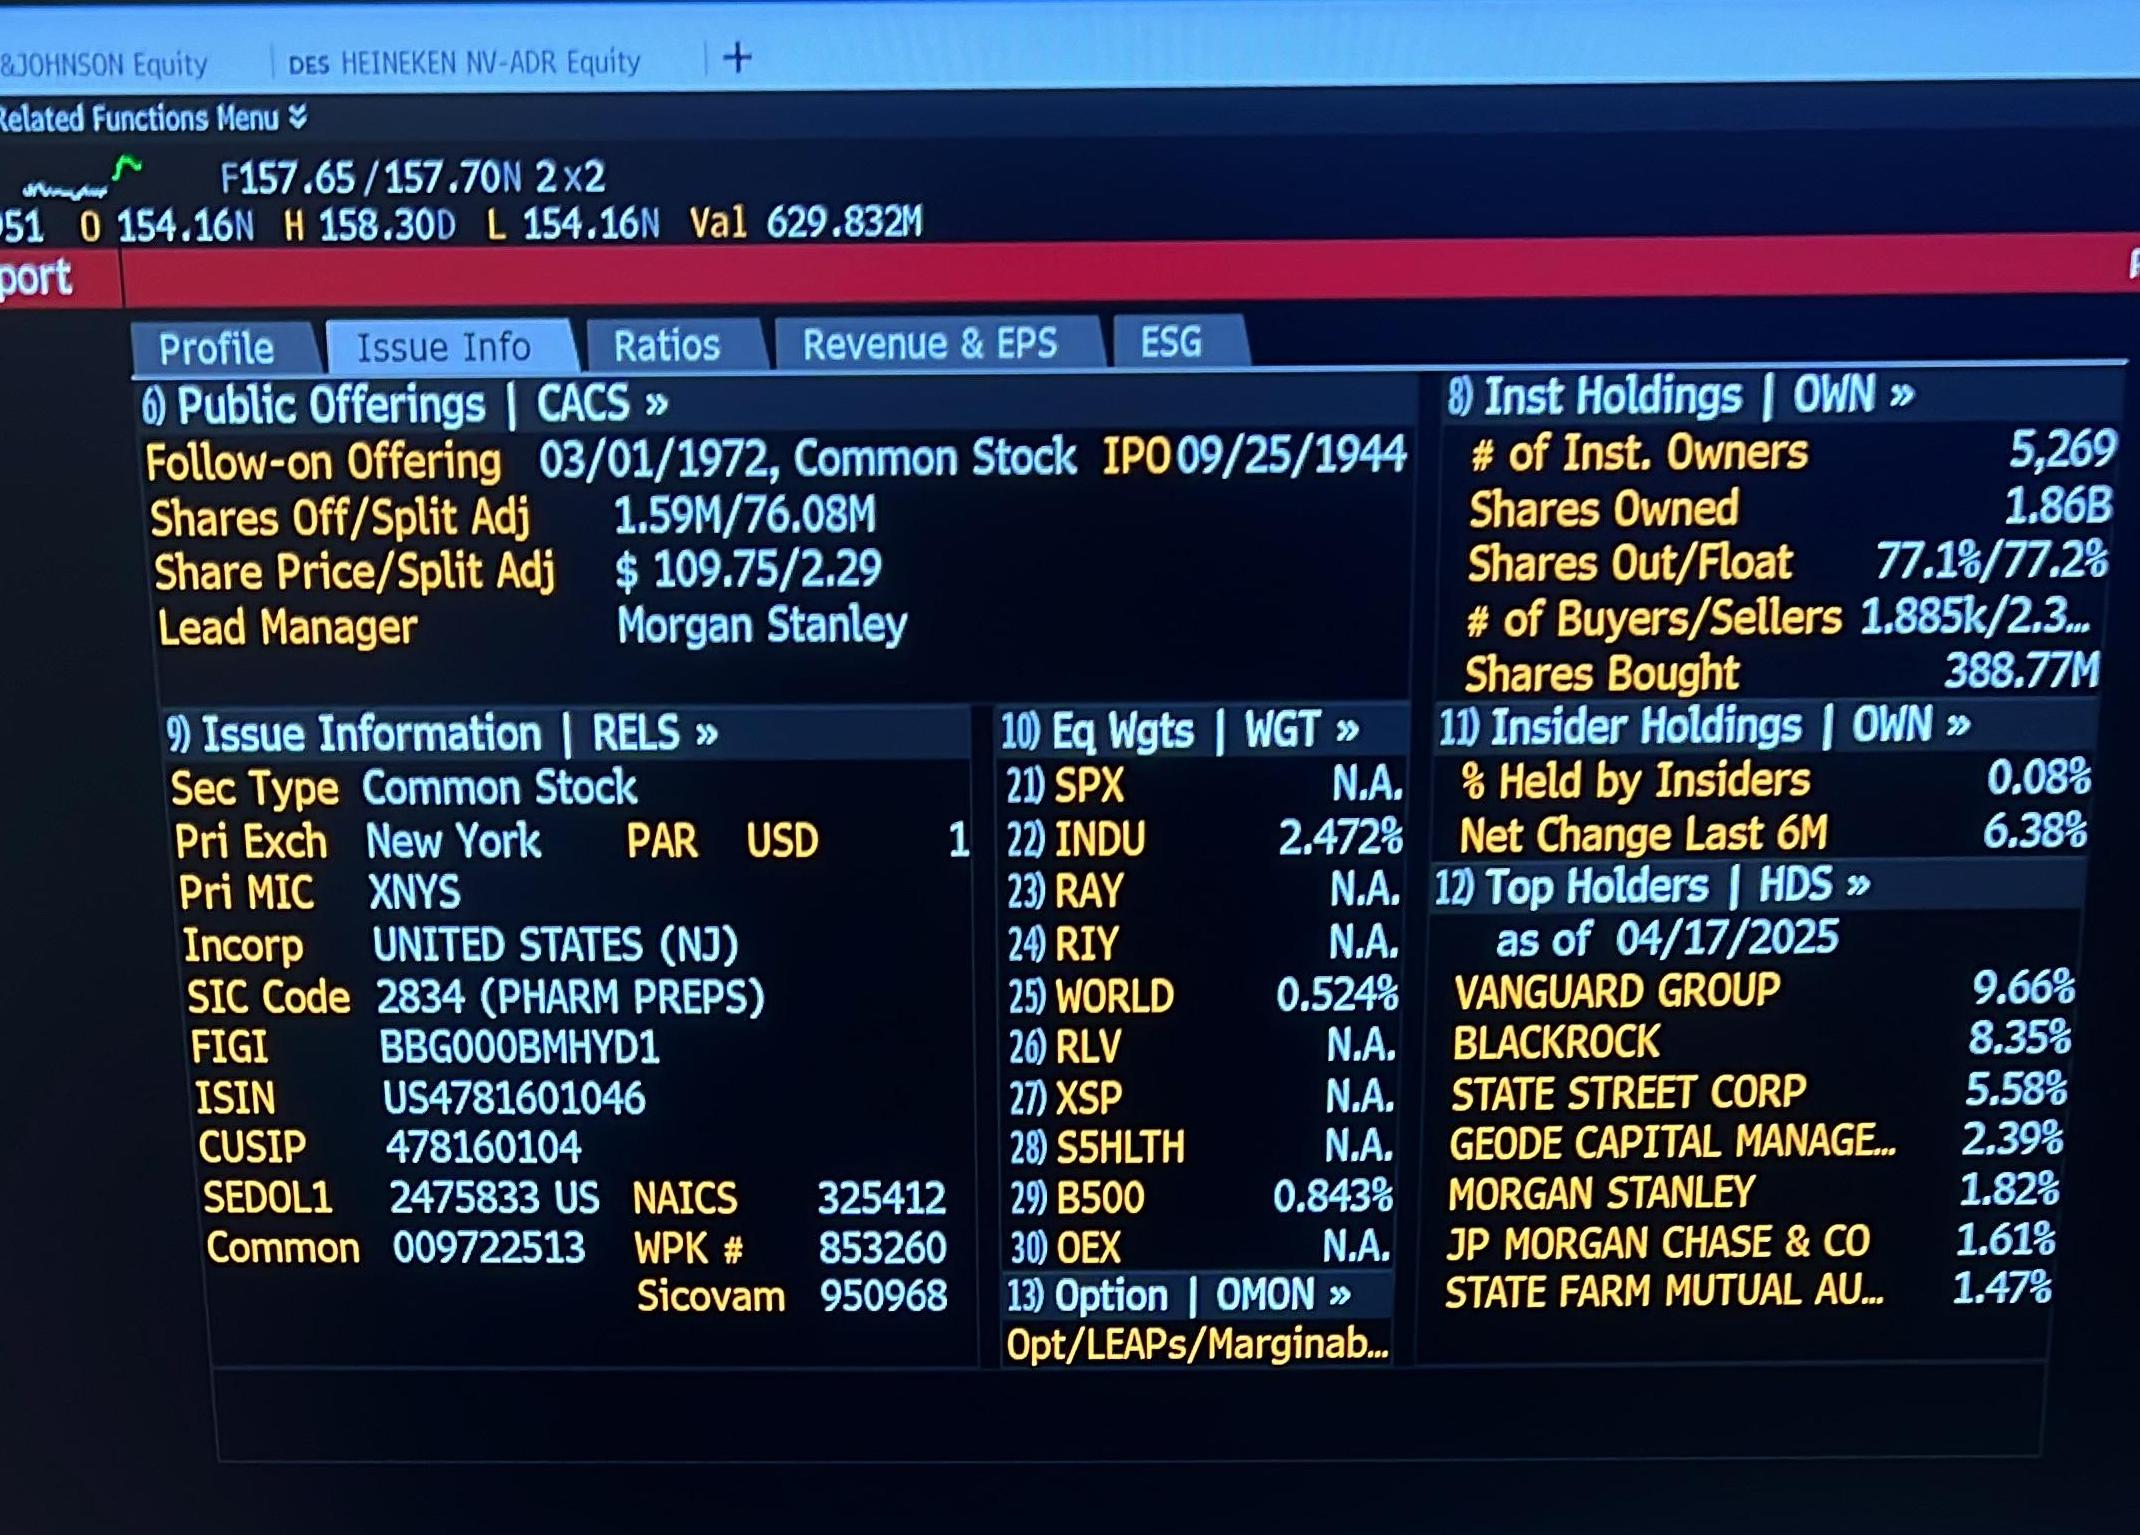 &JOHNSON Equity DES HEINEKEN NV-ADR Equity +
Related Functions Menu
F157.65/157.70N 2x2
951 O 154.16N H 158.30D L 154.16N Val 629.832M
port
Profile Issue Info Ratios Revenue & EPS ESG
6) Public Offerings | CACS »
Follow-on Offering 03/01/1972, Common Stock IPO 09/25/1944
Shares Off/Split Adj 1.59M/76.08M
Share Price/Split Adj $ 109.75/2.29
Lead Manager Morgan Stanley
8) Inst Holdings | OWN »
# of Inst. Owners 5,269
Shares Owned 1.86B
Shares Out/Float 77.1%/77.2%
# of Buyers/Sellers 1.885k/2.3...
Shares Bought 388.77M
9) Issue Information | RELS »
Sec Type Common Stock
Pri Exch New York PAR USD 1
Pri MIC XNYS
Incorp UNITED STATES (NJ)
SIC Code 2834 (PHARM PREPS)
FIGI BBG000BMHYD1
ISIN US4781601046
CUSIP 478160104
SEDOL1 2475833 US NAICS 325412
Common 009722513 WPK # 853260
Sicovam 950968
10) Eq Wgts | WGT »
21) SPX N.A.
22) INDU 2.472%
23) RAY N.A.
24) RIY N.A.
25) WORLD 0.524%
26) RLV N.A.
27) XSP N.A.
28) S5HLTH N.A.
29) B500 0.843%
30) OEX N.A.
13) Option | OMON »
Opt/LEAPs/Marginab...
11) Insider Holdings | OWN »
% Held by Insiders 0.08%
Net Change Last 6M 6.38%
12) Top Holders | HDS »
as of 04/17/2025
VANGUARD GROUP 9.66%
BLACKROCK 8.35%
STATE STREET CORP 5.58%
GEODE CAPITAL MANAGE... 2.39%
MORGAN STANLEY 1.82%
JP MORGAN CHASE & CO 1.61%
STATE FARM MUTUAL AU... 1.47%